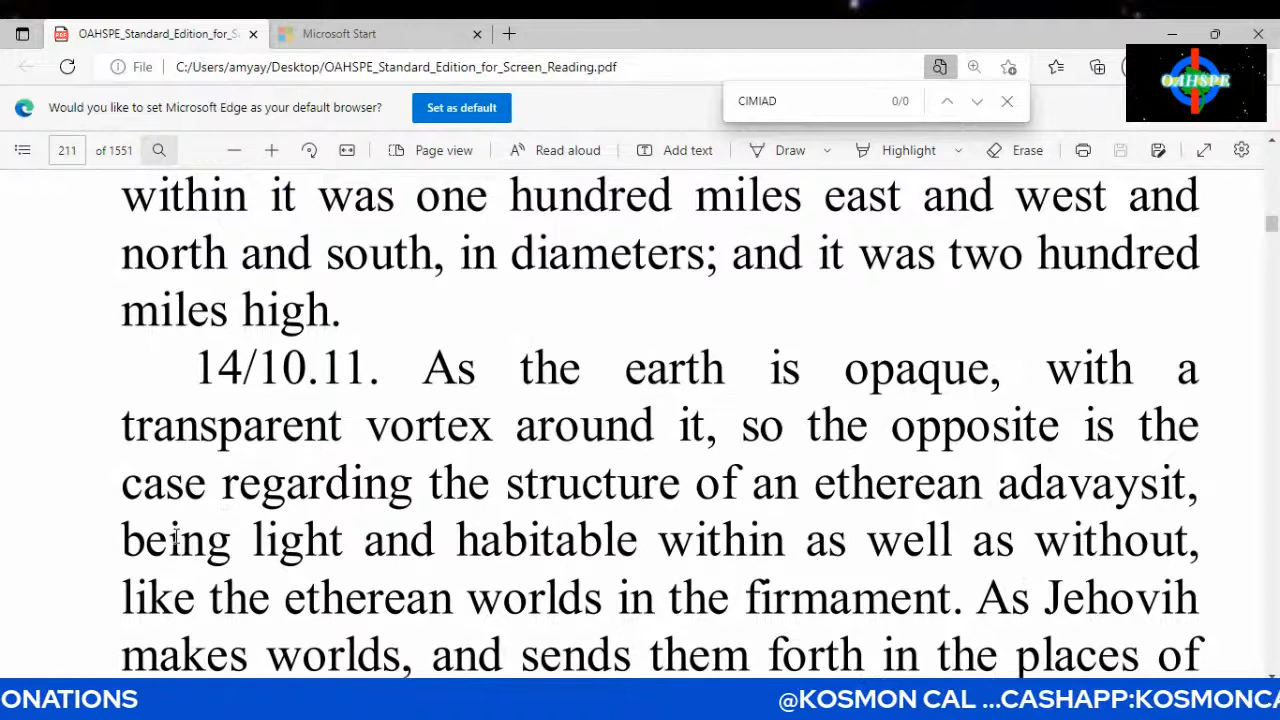 OAHSPE_Standard_Edition_for_S
Microsoft Start
File
C:/Users/amyay/Desktop/OAHSPE_Standard_Edition_for_Screen_Reading.pdf
OAHSPE
Would you like to set Microsoft Edge as your default browser?
Set as default
CIMIAD
0/0
211
of 1551
Page view
Read aloud
Add text
Draw
Highlight
Erase
within it was one hundred miles east and west and
north and south, in diameters; and it was two hundred
miles high.
14/10.11. As the earth is opaque, with a
transparent vortex around it, so the opposite is the
case regarding the structure of an etherean adavaysit,
being light and habitable within as well as without,
like the etherean worlds in the firmament. As Jehovih
makes worlds, and sends them forth in the places of
ONATIONS
@KOSMON CAL ...CASHAPP:KOSMONCA